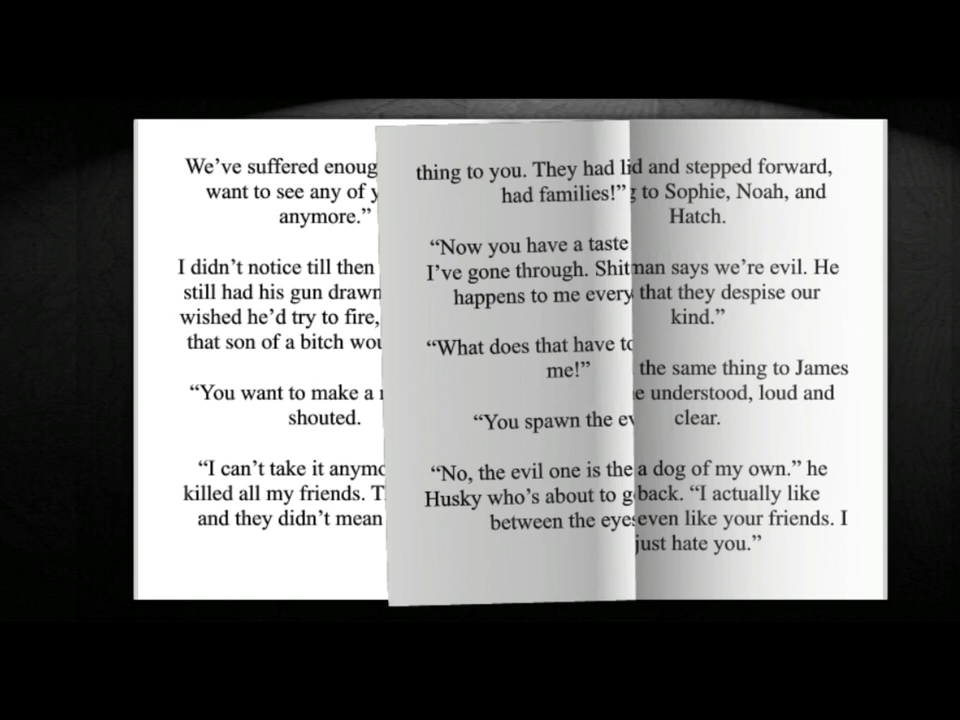 We've suffered enoug
want to see any of y
anymore.”
I didn't notice till then
still had his gun drawn
wished he'd try to fire,
that son of a bitch wou
“You want to make a
shouted.
“I can't take it anymo
killed all my friends. T
and they didn't mean
thing to you. They had li
had families!”
“Now you have a taste
I've gone through. Shit
happens to me every
“What does that have to
me!”
“You spawn the ev
“No, the evil one is the
Husky who's about to g
between the eyes
d and stepped forward,
g to Sophie, Noah, and
Hatch.
man says we're evil. He
that they despise our
kind.”
the same thing to James
e understood, loud and
clear.
a dog of my own.” he
back. “I actually like
even like your friends. I
just hate you.”